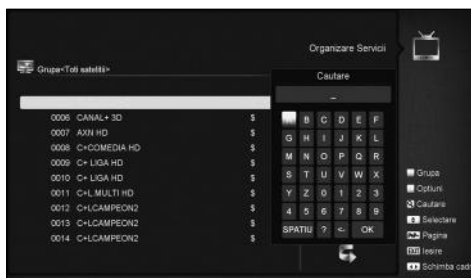 Organizare Servicii
Grupa<Toti satelitii>
Cautare
0006 CANAL+ 3D $
0007 AXN HD $
0008 C+COMEDIA HD $
0009 C+ LIGA HD $
0010 C+ LIGA HD $
0011 C+L.MULTI HD $
0012 C+LCAMPEON2 $
0013 C+LCAMPEON2 $
0014 C+LCAMPEON2 $
B C D E F
G H I J K L
M N O P Q R
S T U V W X
Y Z 0 1 2 3
4 5 6 7 8 9
SPATIU ? <- OK
Grupa
Optiuni
Cautare
Selectare
Pagina
EXIT Iesire
Schimba cadr